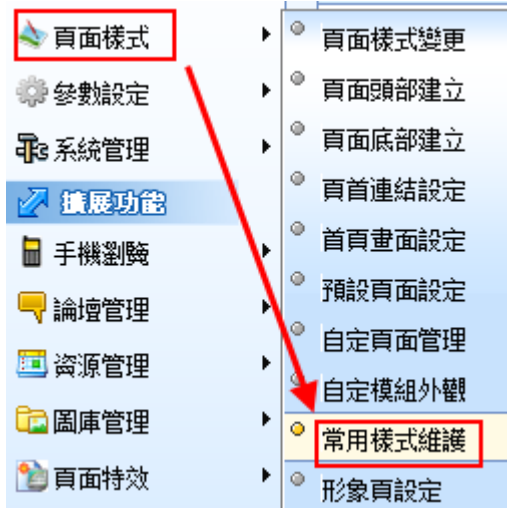 頁面樣式
參數設定
系統管理
擴展功能
手機瀏覽
論壇管理
資源管理
圖庫管理
頁面特效
頁面樣式變更
頁面頭部建立
頁面底部建立
頁首連結設定
首頁畫面設定
預設頁面設定
自定頁面管理
自定模組外觀
常用樣式維護
形象頁設定